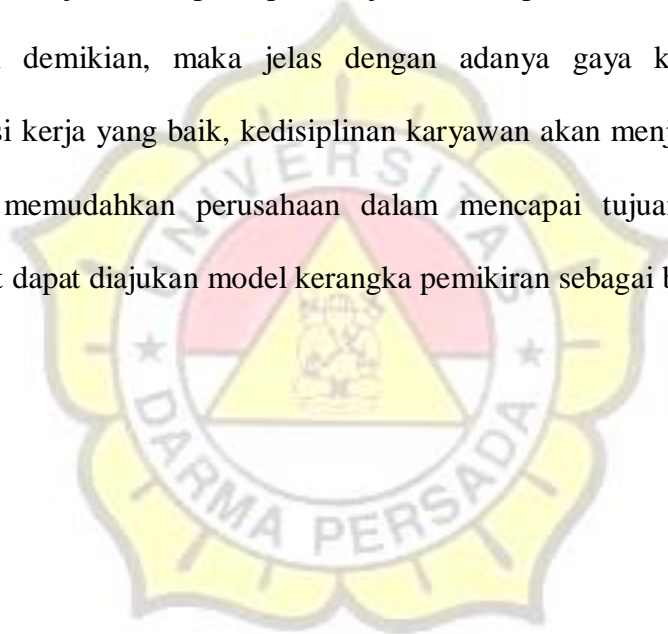 demikian, maka jelas dengan adanya gaya k
si kerja yang baik, kedisiplinan karyawan akan menj
memudahkan perusahaan dalam mencapai tujuan
t dapat diajukan model kerangka pemikiran sebagai b
UNIVERSITAS
DARMA PERSADA